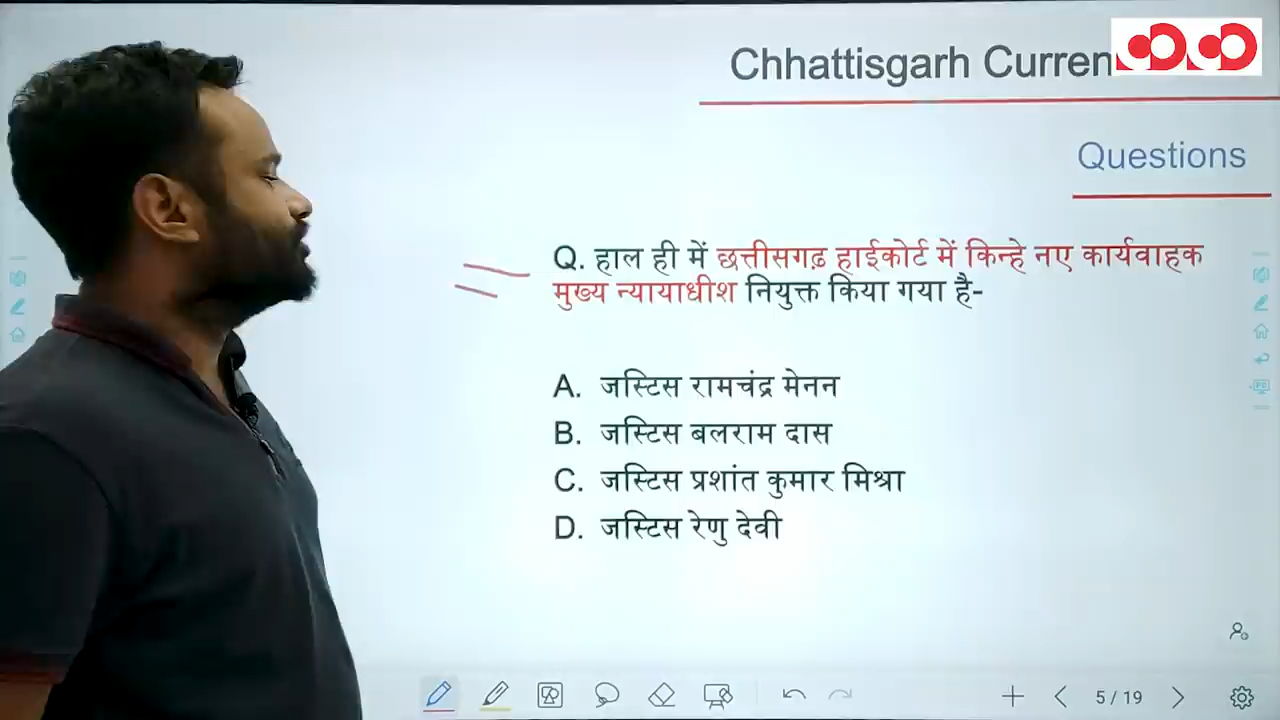 Chhattisgarh Curren
Questions
Q. हाल ही में छत्तीसगढ़ हाईकोर्ट में किन्हे नए कार्यवाहक
मुख्य न्यायाधीश नियुक्त किया गया है-
A. जस्टिस रामचंद्र मेनन
B. जस्टिस बलराम दास
C. जस्टिस प्रशांत कुमार मिश्रा
D. जस्टिस रेणु देवी
5 / 19